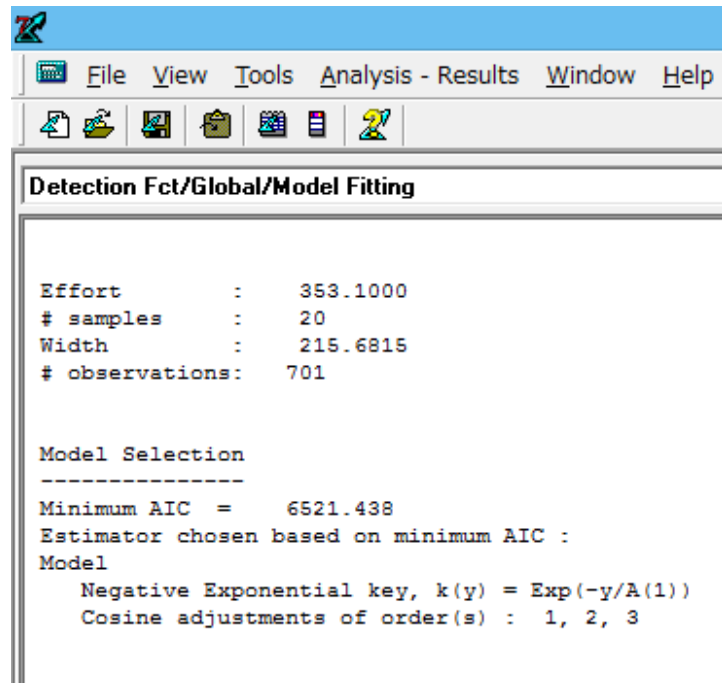 File View Tools Analysis - Results Window Help
Detection Fct/Global/Model Fitting
Effort : 353.1000
# samples : 20
Width : 215.6815
# observations: 701
Model Selection
---------------
Minimum AIC = 6521.438
Estimator chosen based on minimum AIC :
Model
Negative Exponential key, k(y) = Exp(-y/A(1))
Cosine adjustments of order(s) : 1, 2, 3